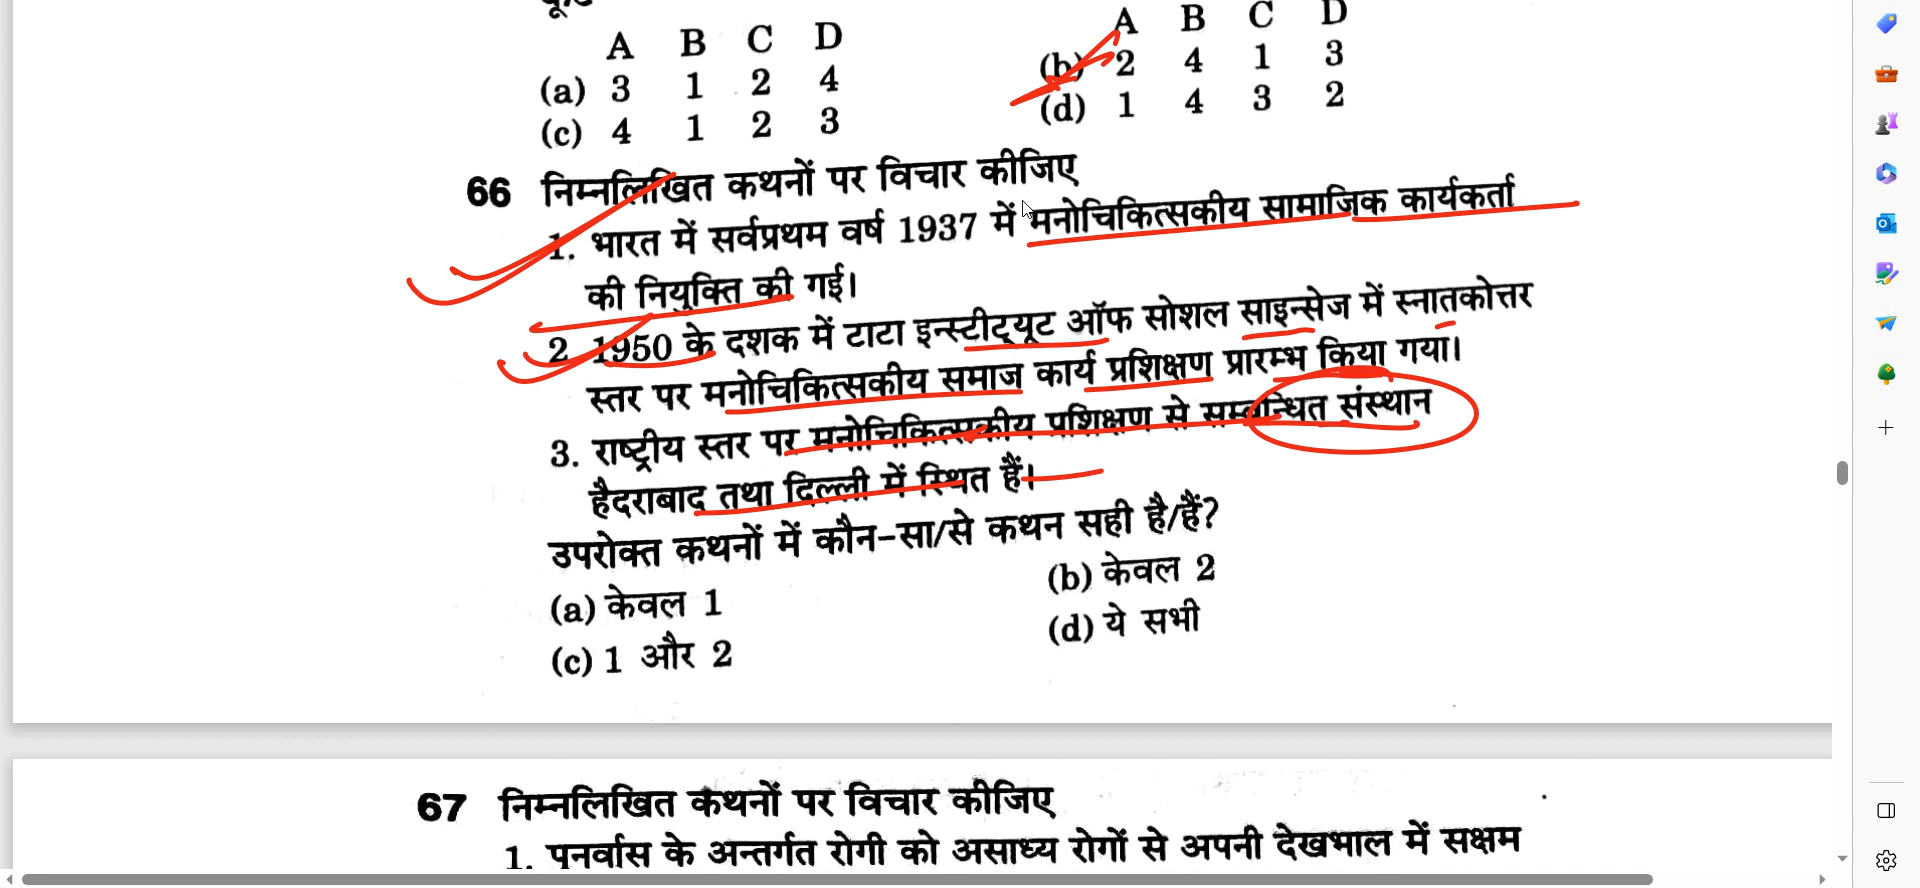 A B C D
(a) 3 1 2 4
(c) 4 1 2 3
A B C D
(b) 2 4 1 3
(d) 1 4 3 2
66 निम्नलिखित कथनों पर विचार कीजिए
1. भारत में सर्वप्रथम वर्ष 1937 में मनोचिकित्सकीय सामाजिक कार्यकर्ता
की नियुक्ति की गई।
2. 1950 के दशक में टाटा इन्स्टीट्यूट ऑफ सोशल साइन्सेज में स्नातकोत्तर
स्तर पर मनोचिकित्सकीय समाज कार्य प्रशिक्षण प्रारम्भ किया गया।
3. राष्ट्रीय स्तर पर मनोचिकित्सकीय प्रशिक्षण से सम्बन्धित संस्थान
हैदराबाद तथा दिल्ली में स्थित हैं।
उपरोक्त कथनों में कौन-सा/से कथन सही है/हैं?
(a) केवल 1
(b) केवल 2
(c) 1 और 2
(d) ये सभी
67 निम्नलिखित कथनों पर विचार कीजिए
1. पुनर्वास के अन्तर्गत रोगी को असाध्य रोगों से अपनी देखभाल में सक्षम